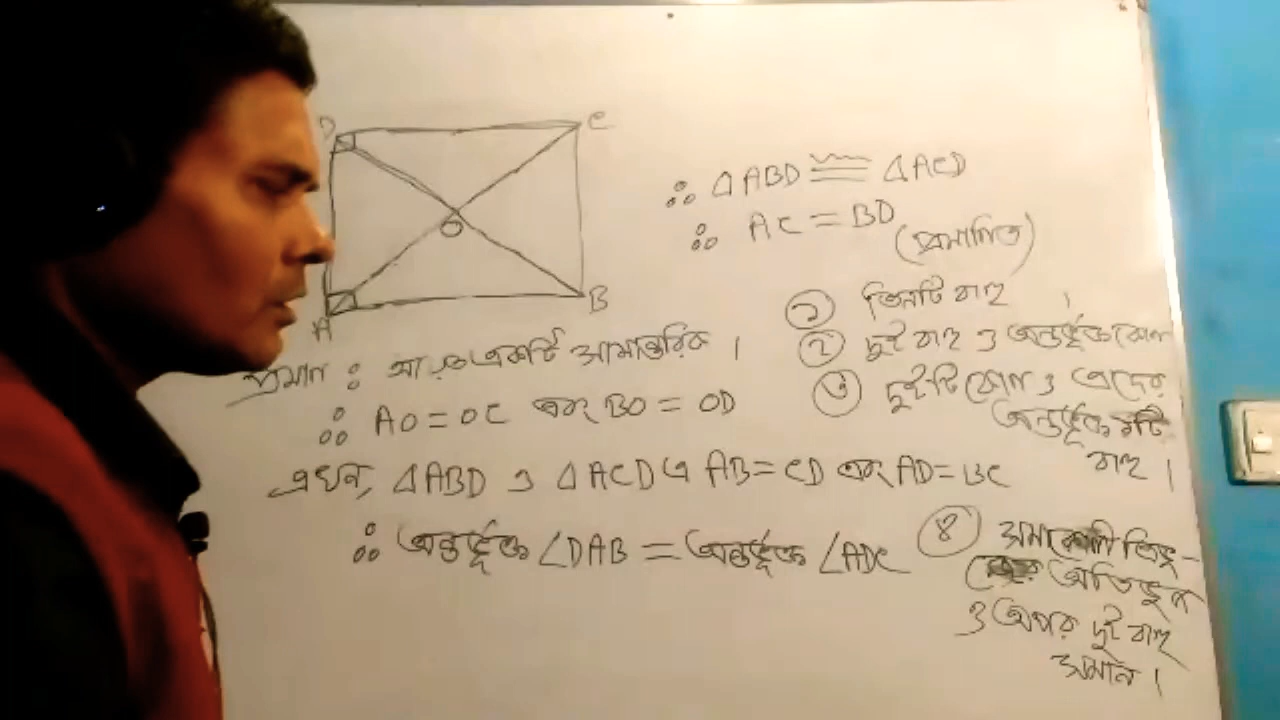 D C
O
A B
প্রমান : আয়ত একটি সামান্তরিক ।
∴ AO = OC এবং BO = OD
এখন, △ABD ও △ACD এ AB = CD এবং AD = BC
∴ অন্তর্ভূক্ত ∠DAB = অন্তর্ভূক্ত ∠ADC
∴ △ABD ≅ △ACD
∴ AC = BD
(প্রমানিত)
① তিনটি বাহু ।
② দুই বাহু ও অন্তর্ভূক্ত কোন
③ দুইটি কোন ও এদের
অন্তর্ভূক্ত
বাহু ।
④ সমকোণী ত্রিভূ-
জের অতিভূজ
ও অপর দুই বাহু
সমান ।